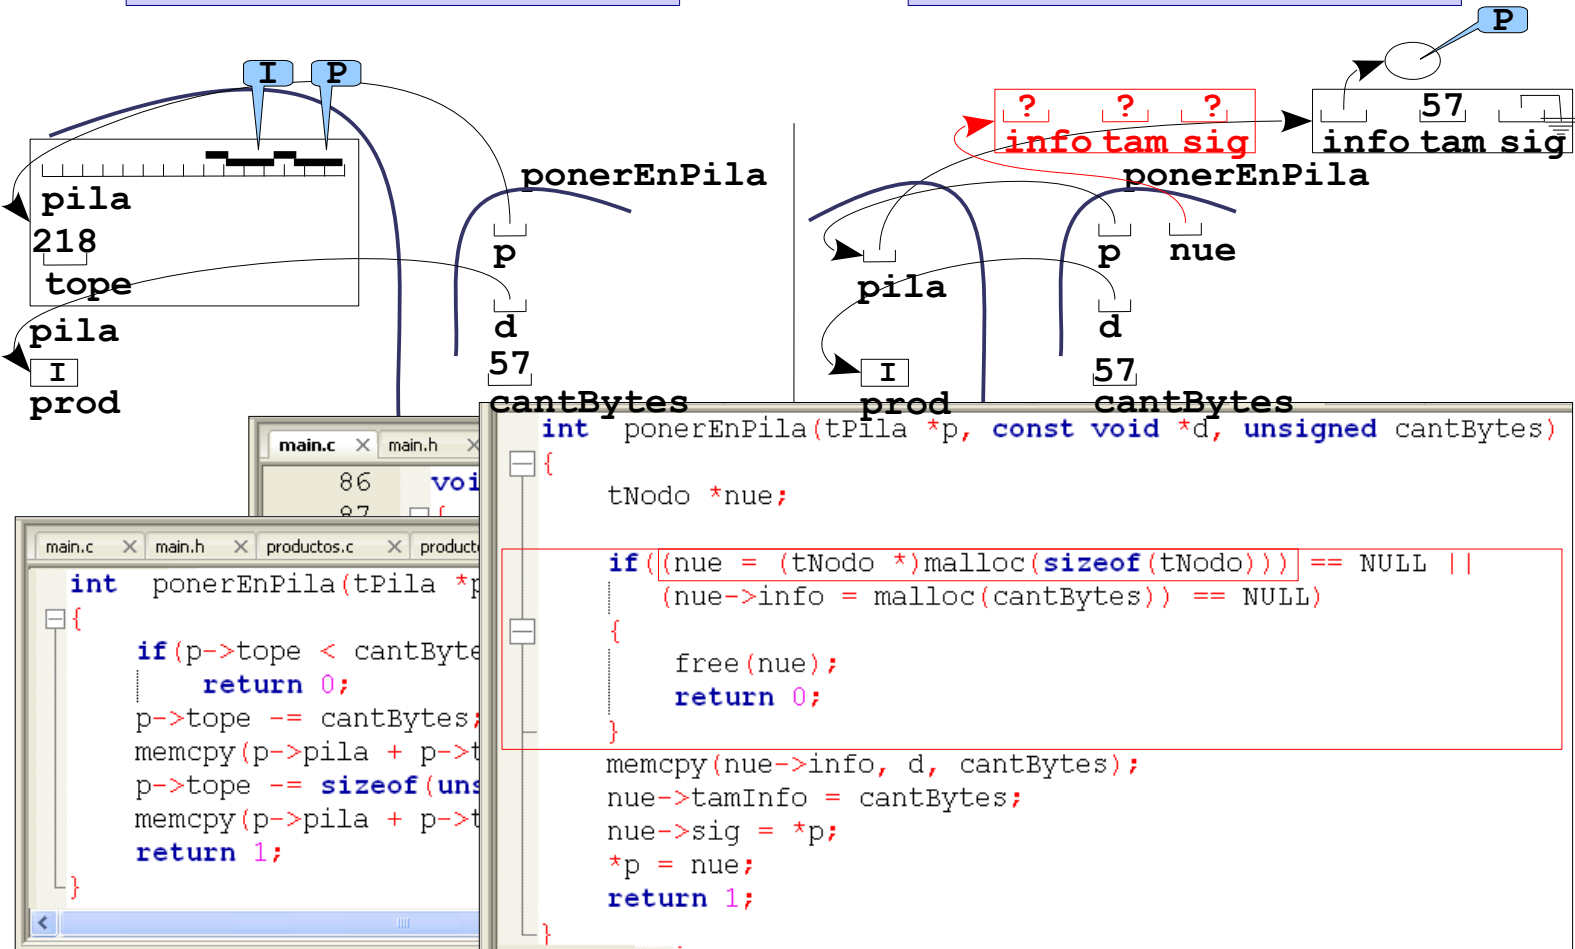 P
I P
? ? ? 57
info tam sig info tam sig
ponerEnPila ponerEnPila
pila
218
p p nue
tope pila
pila d d
I 57 I 57
prod cantBytes prod cantBytes
main.c main.h
86 voi
87 {
main.c main.h productos.c product
int ponerEnPila(tPila *p
{
if(p->tope < cantByte
return 0;
p->tope -= cantBytes;
memcpy(p->pila + p->t
p->tope -= sizeof(uns
memcpy(p->pila + p->t
return 1;
}
int ponerEnPila(tPila *p, const void *d, unsigned cantBytes)
{
tNodo *nue;
if((nue = (tNodo *)malloc(sizeof(tNodo))) == NULL ||
(nue->info = malloc(cantBytes)) == NULL)
{
free(nue);
return 0;
}
memcpy(nue->info, d, cantBytes);
nue->tamInfo = cantBytes;
nue->sig = *p;
*p = nue;
return 1;
}